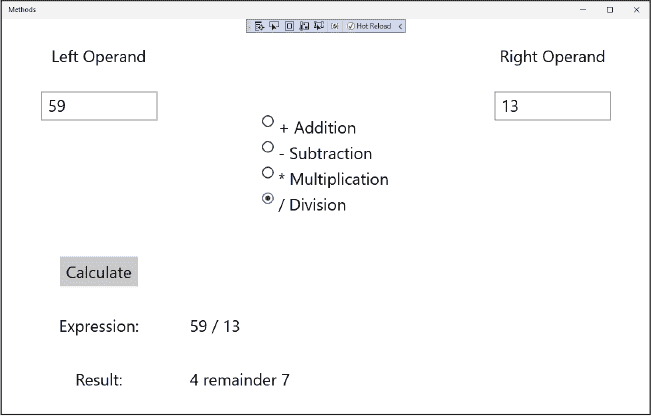 Methods
Hot Reload
Left Operand
Right Operand
59
13
+ Addition
- Subtraction
* Multiplication
/ Division
Calculate
Expression: 59 / 13
Result: 4 remainder 7